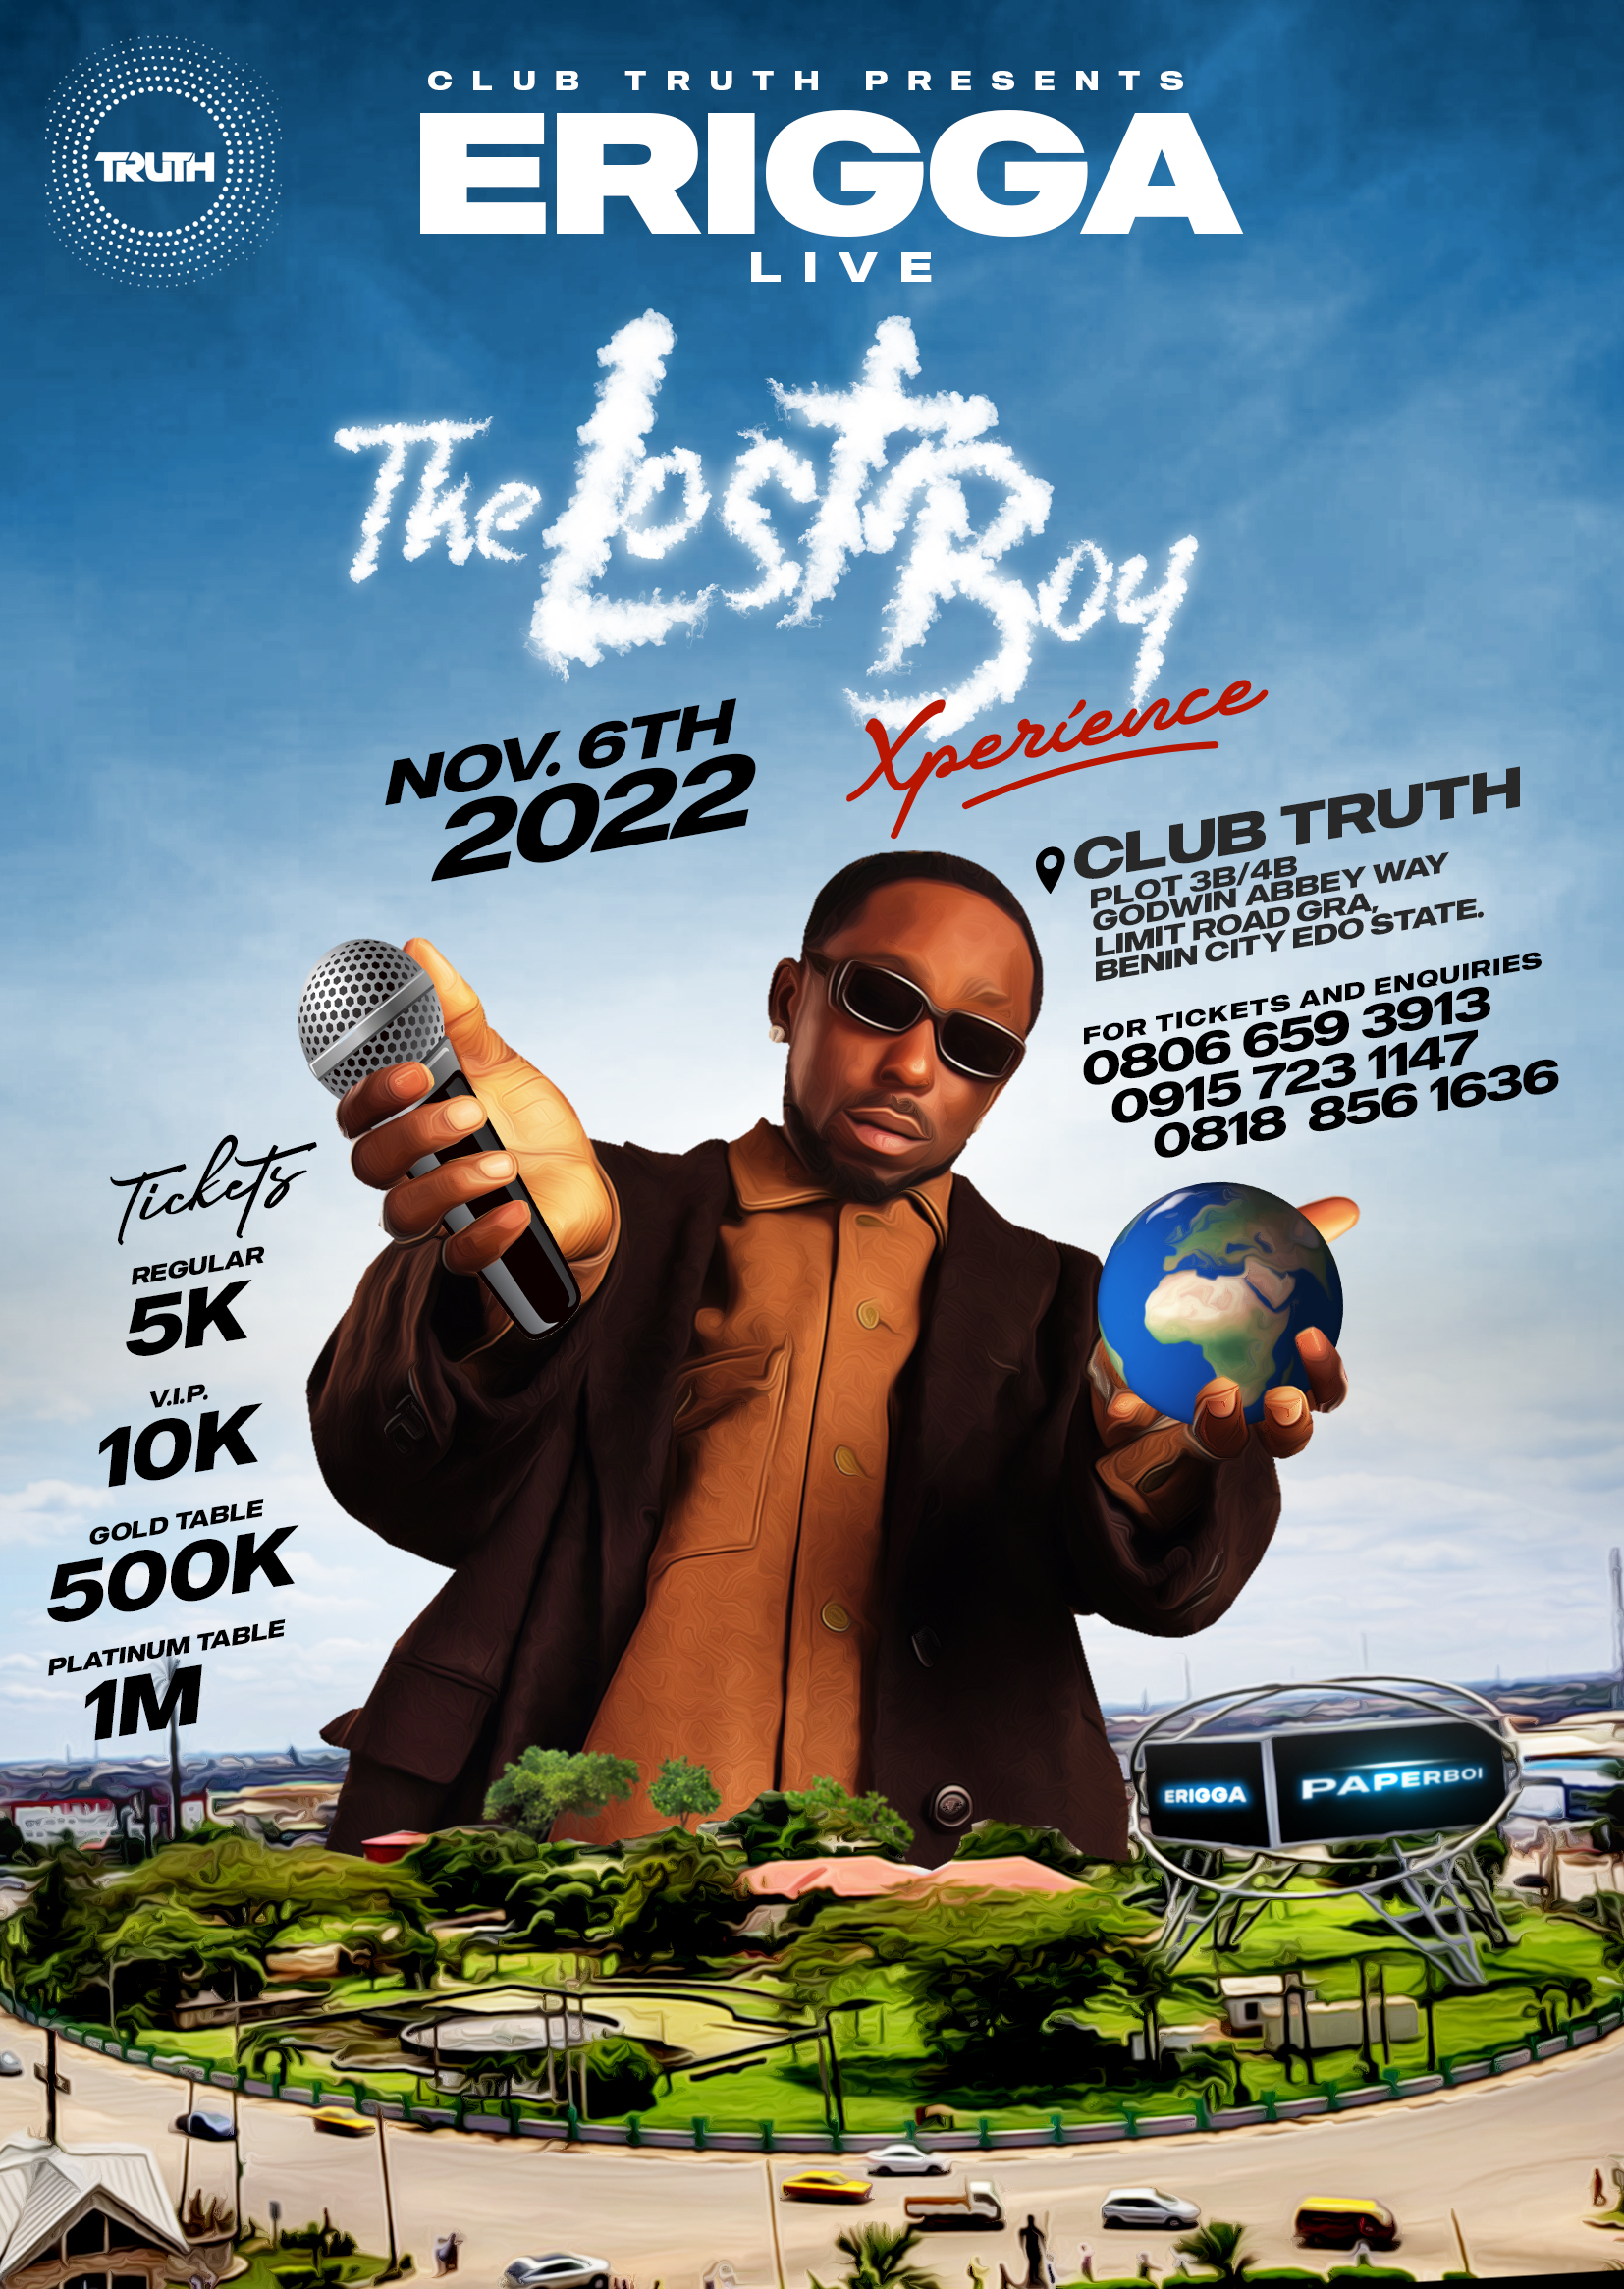 TRUTH
CLUB TRUTH PRESENTS
ERIGGA
LIVE
The Lost Boy
Xperience
NOV. 6TH
2022
CLUB TRUTH
PLOT 3B/4B
GODWIN ABBEY WAY
LIMIT ROAD GRA,
BENIN CITY EDO STATE.
FOR TICKETS AND ENQUIRIES
0806 659 3913
0915 723 1147
0818 856 1636
Tickets
REGULAR
5K
V.I.P.
10K
GOLD TABLE
500K
PLATINUM TABLE
1M
ERIGGA
PAPERBOI